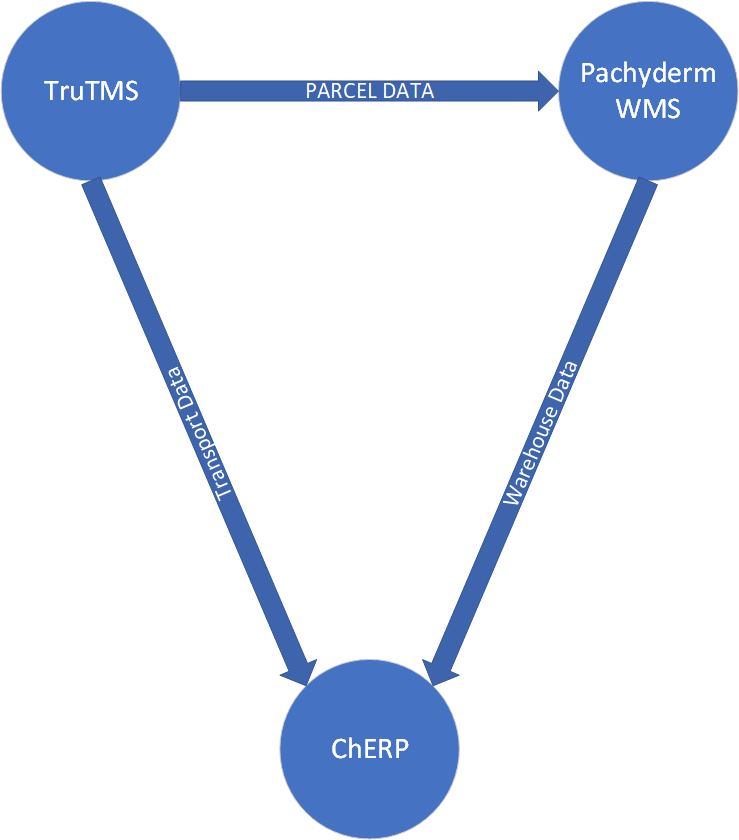 TruTMS
PARCEL DATA
Pachyderm
WMS
Transport Data
Warehouse Data
ChERP